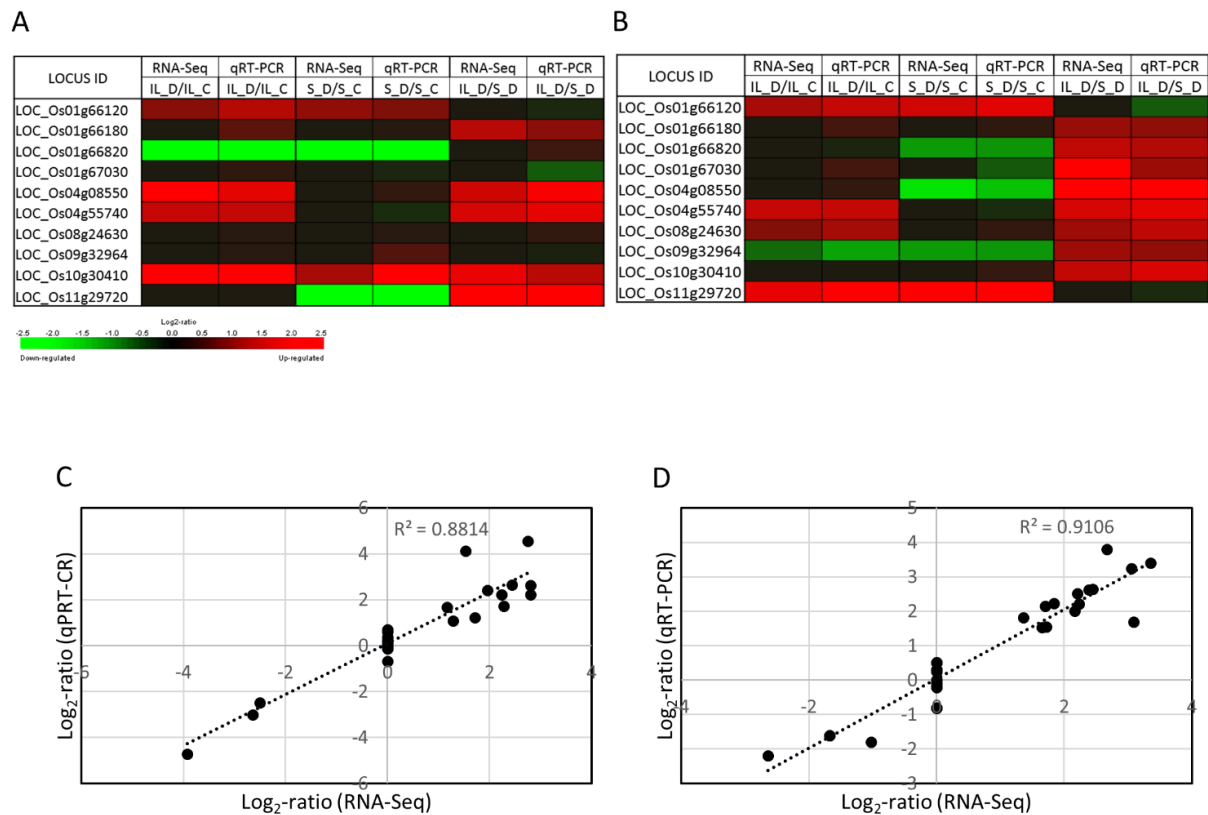 A
LOCUS ID RNA-Seq qRT-PCR RNA-Seq qRT-PCR RNA-Seq qRT-PCR
IL_D/IL_C IL_D/IL_C S_D/S_C S_D/S_C IL_D/S_D IL_D/S_D
LOC_Os01g66120
LOC_Os01g66180
LOC_Os01g66820
LOC_Os01g67030
LOC_Os04g08550
LOC_Os04g55740
LOC_Os08g24630
LOC_Os09g32964
LOC_Os10g30410
LOC_Os11g29720
Log2-ratio
-2.5 -2.0 -1.5 -1.0 -0.5 0.0 0.5 1.0 1.5 2.0 2.5
Down-regulated Up-regulated
B
LOCUS ID RNA-Seq qRT-PCR RNA-Seq qRT-PCR RNA-Seq qRT-PCR
IL_D/IL_C IL_D/IL_C S_D/S_C S_D/S_C IL_D/S_D IL_D/S_D
LOC_Os01g66120
LOC_Os01g66180
LOC_Os01g66820
LOC_Os01g67030
LOC_Os04g08550
LOC_Os04g55740
LOC_Os08g24630
LOC_Os09g32964
LOC_Os10g30410
LOC_Os11g29720
C
Log2-ratio (qPRT-CR)
6
4
2
0
-2
-4
-6
R² = 0.8814
-6 -4 -2 0 2 4
Log2-ratio (RNA-Seq)
D
Log2-ratio (qRT-PCR)
5
4
3
2
1
0
-1
-2
-3
R² = 0.9106
-4 -2 0 2 4
Log2-ratio (RNA-Seq)